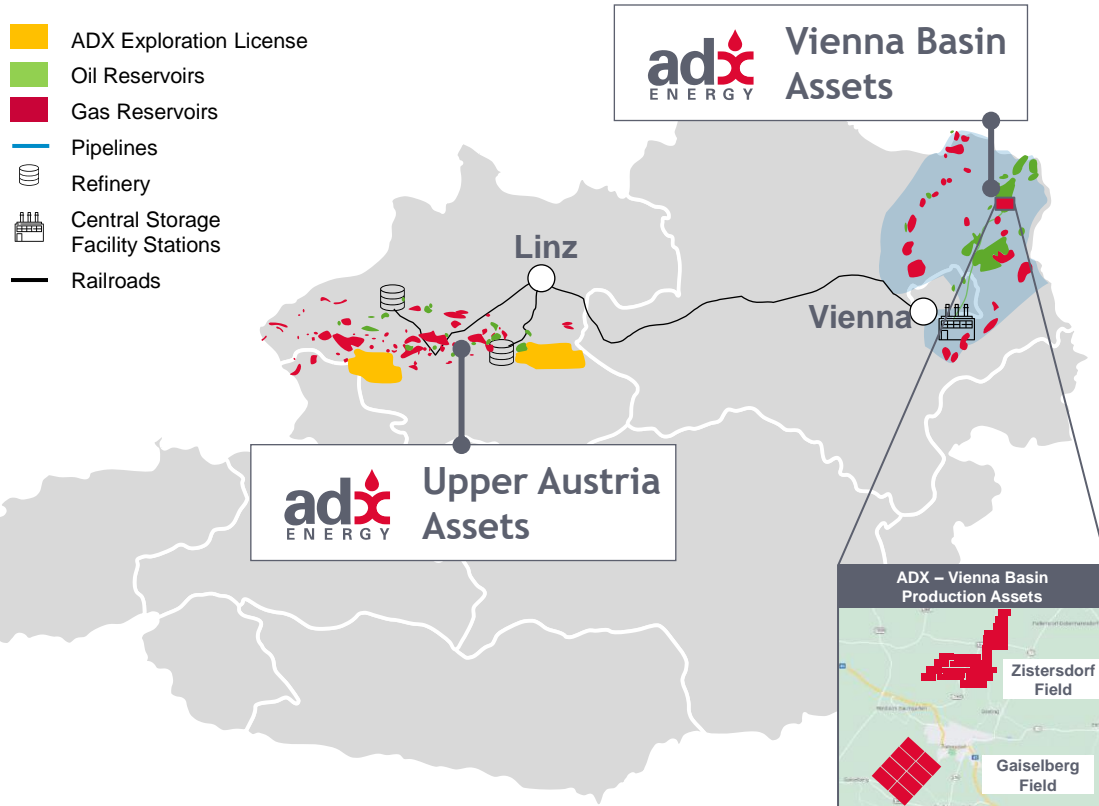 ADX Exploration License
Oil Reservoirs
Gas Reservoirs
Pipelines
Refinery
Central Storage
Facility Stations
Railroads
adx
ENERGY
Vienna Basin
Assets
Linz
Vienna
adx
ENERGY
Upper Austria
Assets
ADX – Vienna Basin
Production Assets
Zistersdorf
Field
Gaiselberg
Gaiselberg
Field